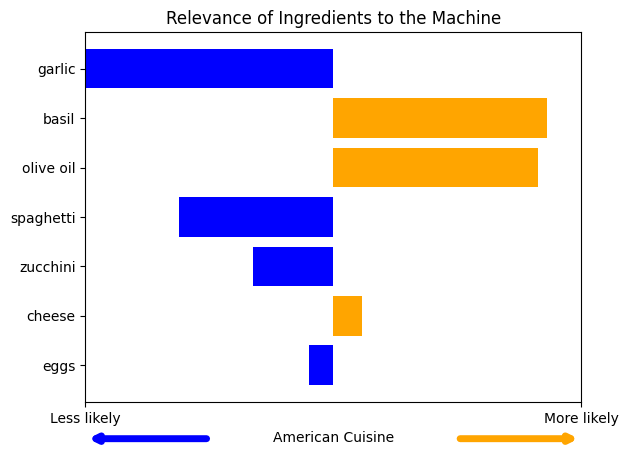 Relevance of Ingredients to the Machine
garlic
basil
olive oil
spaghetti
zucchini
cheese
eggs
Less likely
More likely
American Cuisine